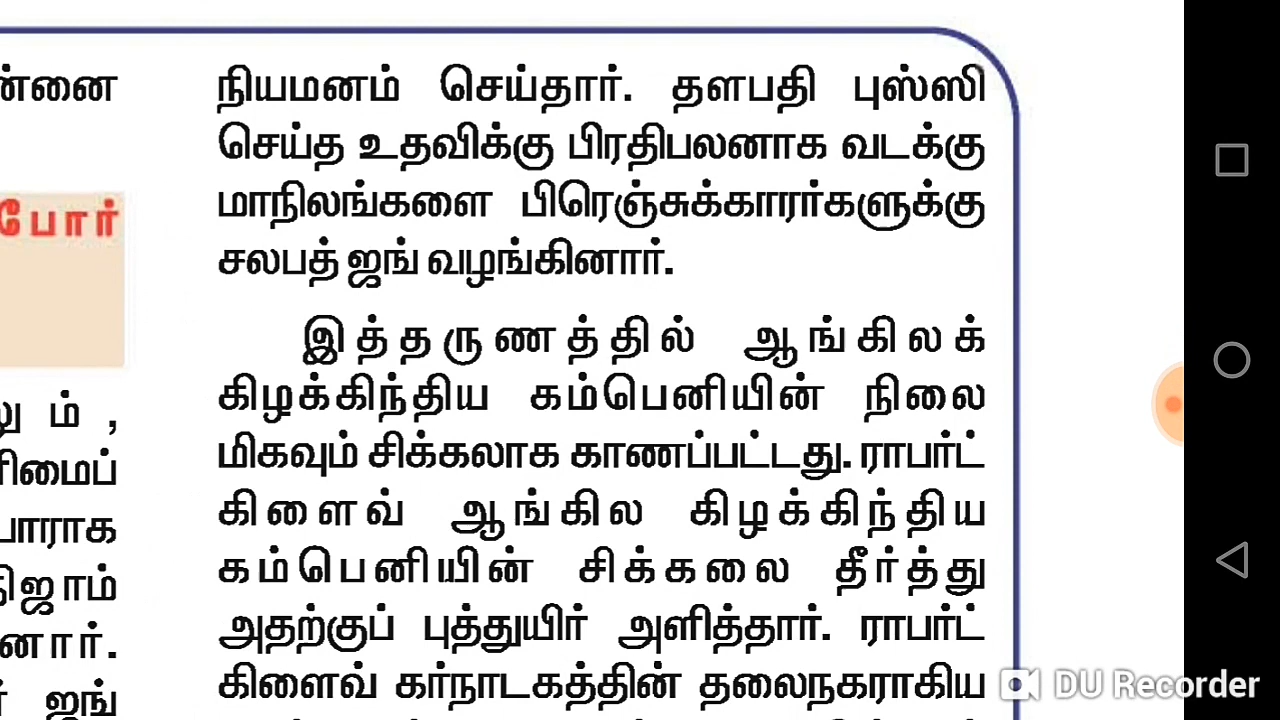 ன்னை
போர்
லும்,
ரிமைப்
பாராக
திஜாம்
னார்.
ஜங்
நியமனம் செய்தார். தளபதி புஸ்ஸி
செய்த உதவிக்கு பிரதிபலனாக வடக்கு
மாநிலங்களை பிரெஞ்சுக்காரர்களுக்கு
சலபத் ஜங் வழங்கினார்.
இத்தருணத்தில் ஆங்கிலக்
கிழக்கிந்திய கம்பெனியின் நிலை
மிகவும் சிக்கலாக காணப்பட்டது. ராபர்ட்
கிளைவ் ஆங்கில கிழக்கிந்திய
கம்பெனியின் சிக்கலை தீர்த்து
அதற்குப் புத்துயிர் அளித்தார். ராபர்ட்
கிளைவ் கர்நாடகத்தின் தலைநகராகிய
DU Recorder